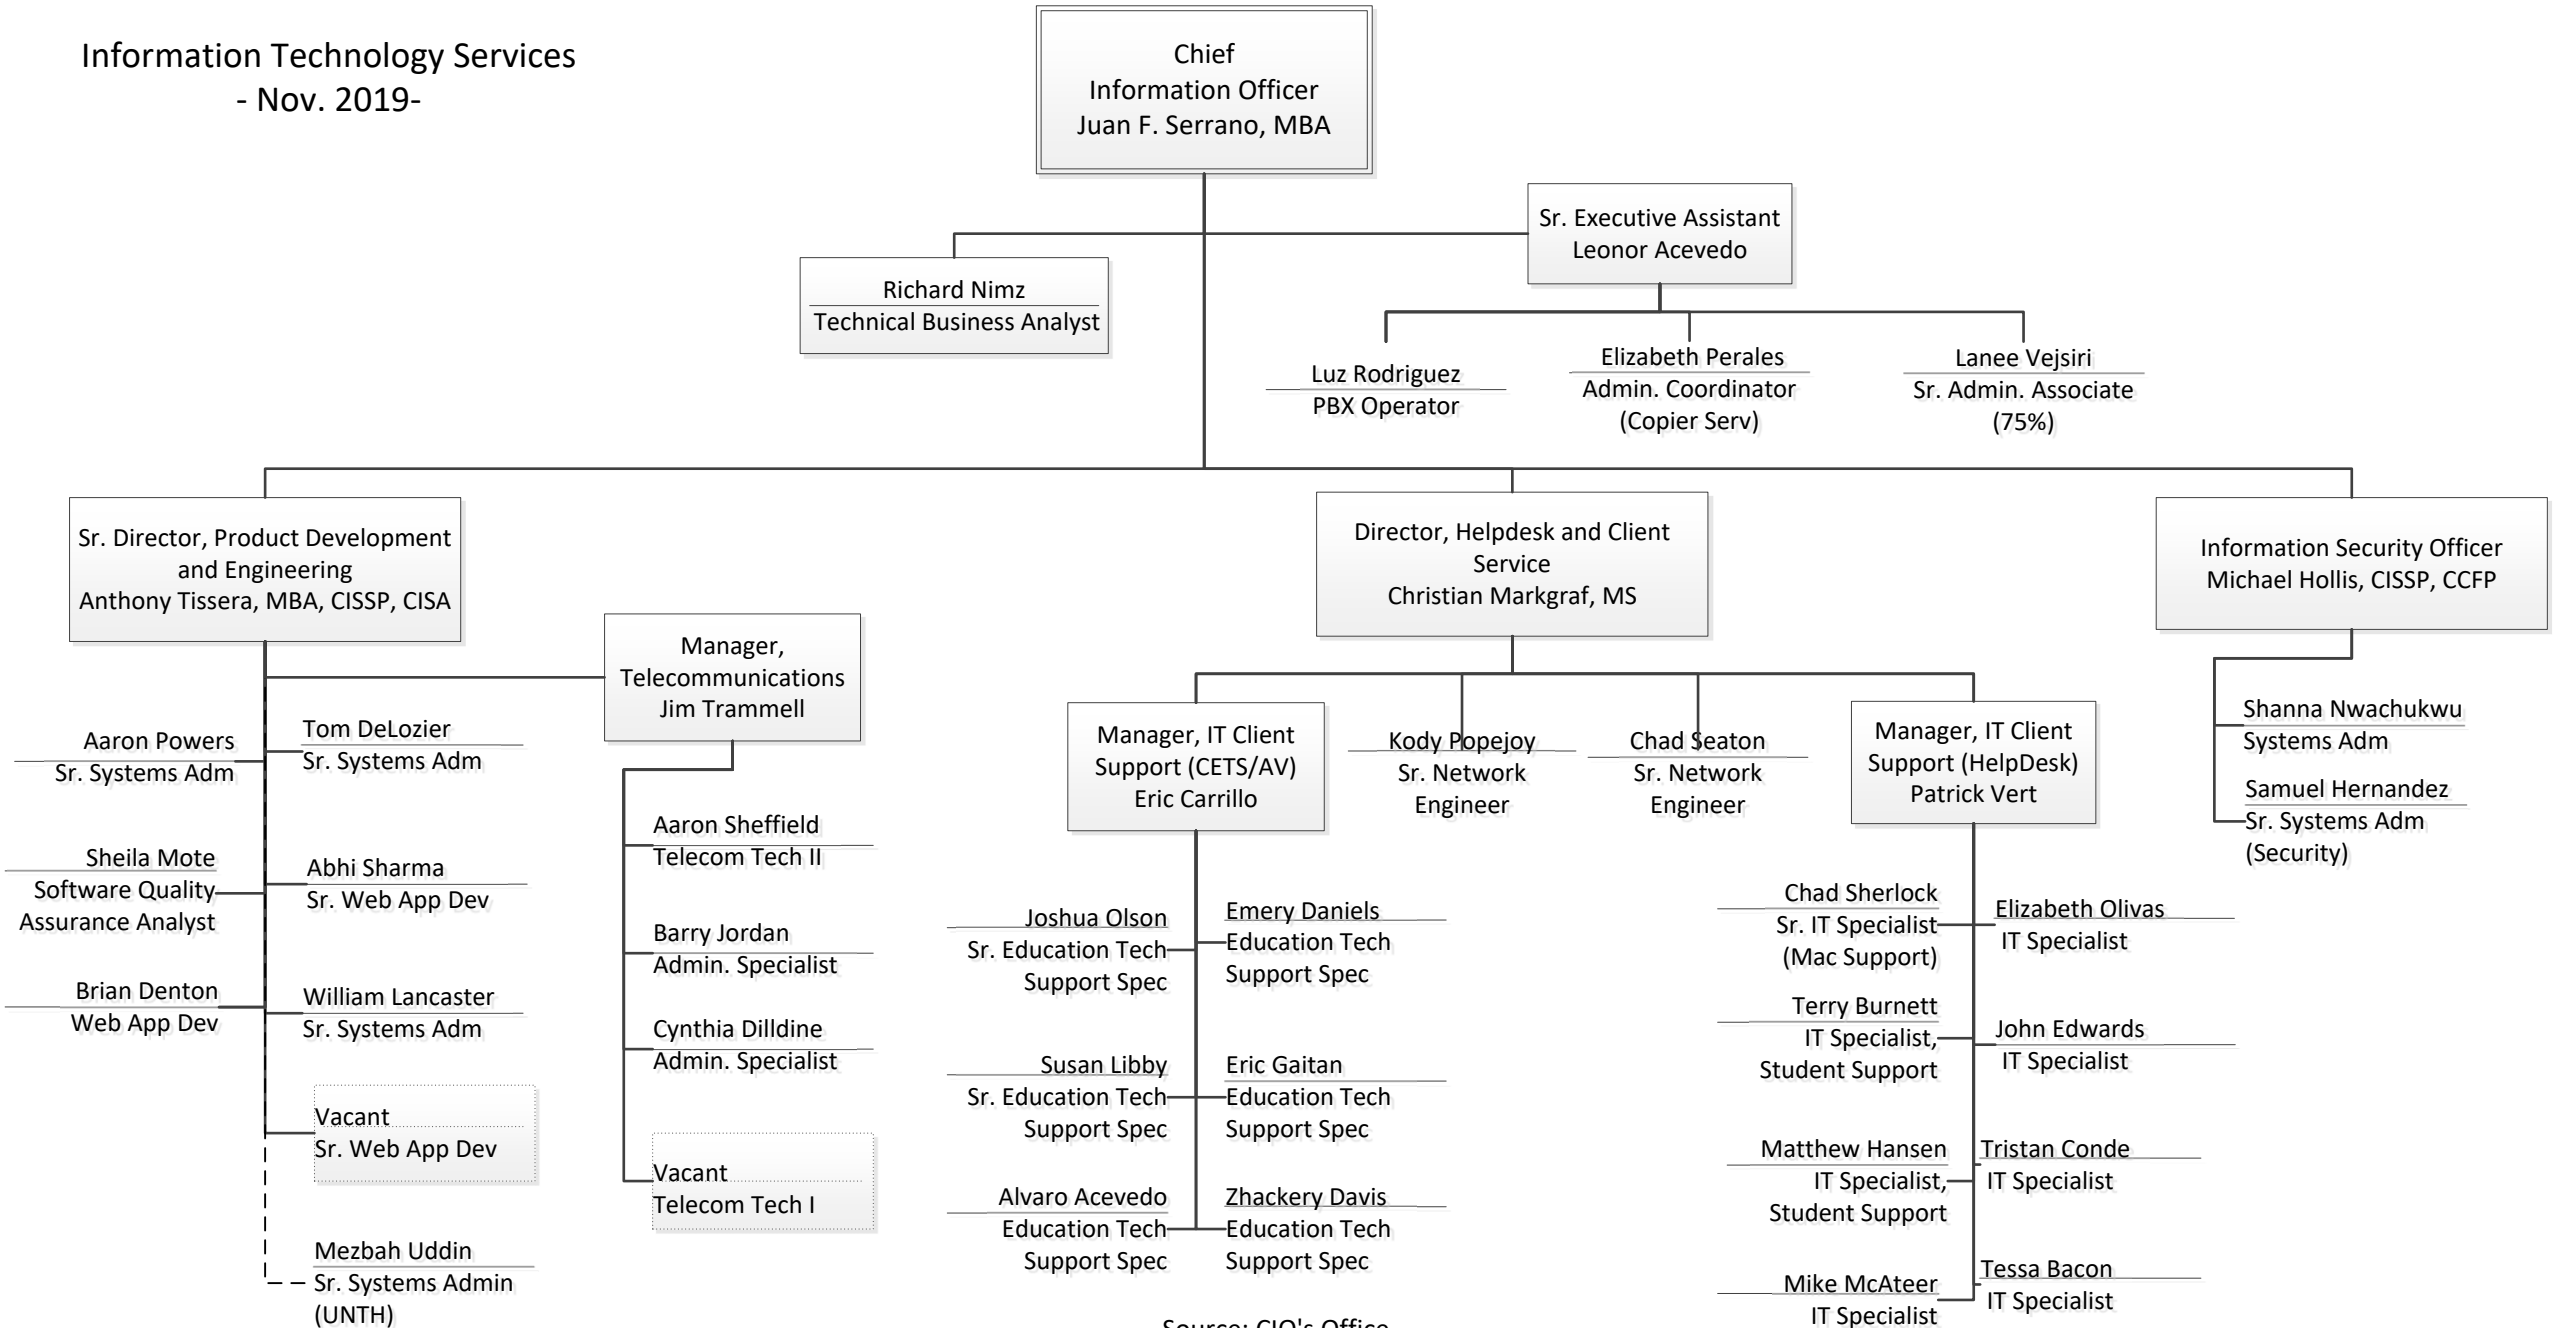 Information Technology Services
- Nov. 2019-
Chief
Information Officer
Juan F. Serrano, MBA
Sr. Executive Assistant
Leonor Acevedo
Richard Nimz
Technical Business Analyst
Luz Rodriguez
PBX Operator
Elizabeth Perales
Admin. Coordinator
(Copier Serv)
Lanee Vejsiri
Sr. Admin. Associate
(75%)
Sr. Director, Product Development
and Engineering
Anthony Tissera, MBA, CISSP, CISA
Manager,
Telecommunications
Jim Trammell
Aaron Powers
Sr. Systems Adm
Tom DeLozier
Sr. Systems Adm
Sheila Mote
Software Quality
Assurance Analyst
Abhi Sharma
Sr. Web App Dev
Brian Denton
Web App Dev
William Lancaster
Sr. Systems Adm
Vacant
Sr. Web App Dev
Mezbah Uddin
Sr. Systems Admin
(UNTH)
Aaron Sheffield
Telecom Tech II
Barry Jordan
Admin. Specialist
Cynthia Dilldine
Admin. Specialist
Vacant
Telecom Tech I
Director, Helpdesk and Client
Service
Christian Markgraf, MS
Manager, IT Client
Support (CETS/AV)
Eric Carrillo
Kody Popejoy
Sr. Network
Engineer
Chad Seaton
Sr. Network
Engineer
Manager, IT Client
Support (HelpDesk)
Patrick Vert
Joshua Olson
Sr. Education Tech
Support Spec
Emery Daniels
Education Tech
Support Spec
Susan Libby
Sr. Education Tech
Support Spec
Eric Gaitan
Education Tech
Support Spec
Alvaro Acevedo
Education Tech
Support Spec
Zhackery Davis
Education Tech
Support Spec
Chad Sherlock
Sr. IT Specialist
(Mac Support)
Elizabeth Olivas
IT Specialist
Terry Burnett
IT Specialist,
Student Support
John Edwards
IT Specialist
Matthew Hansen
IT Specialist,
Student Support
Tristan Conde
IT Specialist
Mike McAteer
IT Specialist
Tessa Bacon
IT Specialist
Information Security Officer
Michael Hollis, CISSP, CCFP
Shanna Nwachukwu
Systems Adm
Samuel Hernandez
Sr. Systems Adm
(Security)
Source: CIO's Office